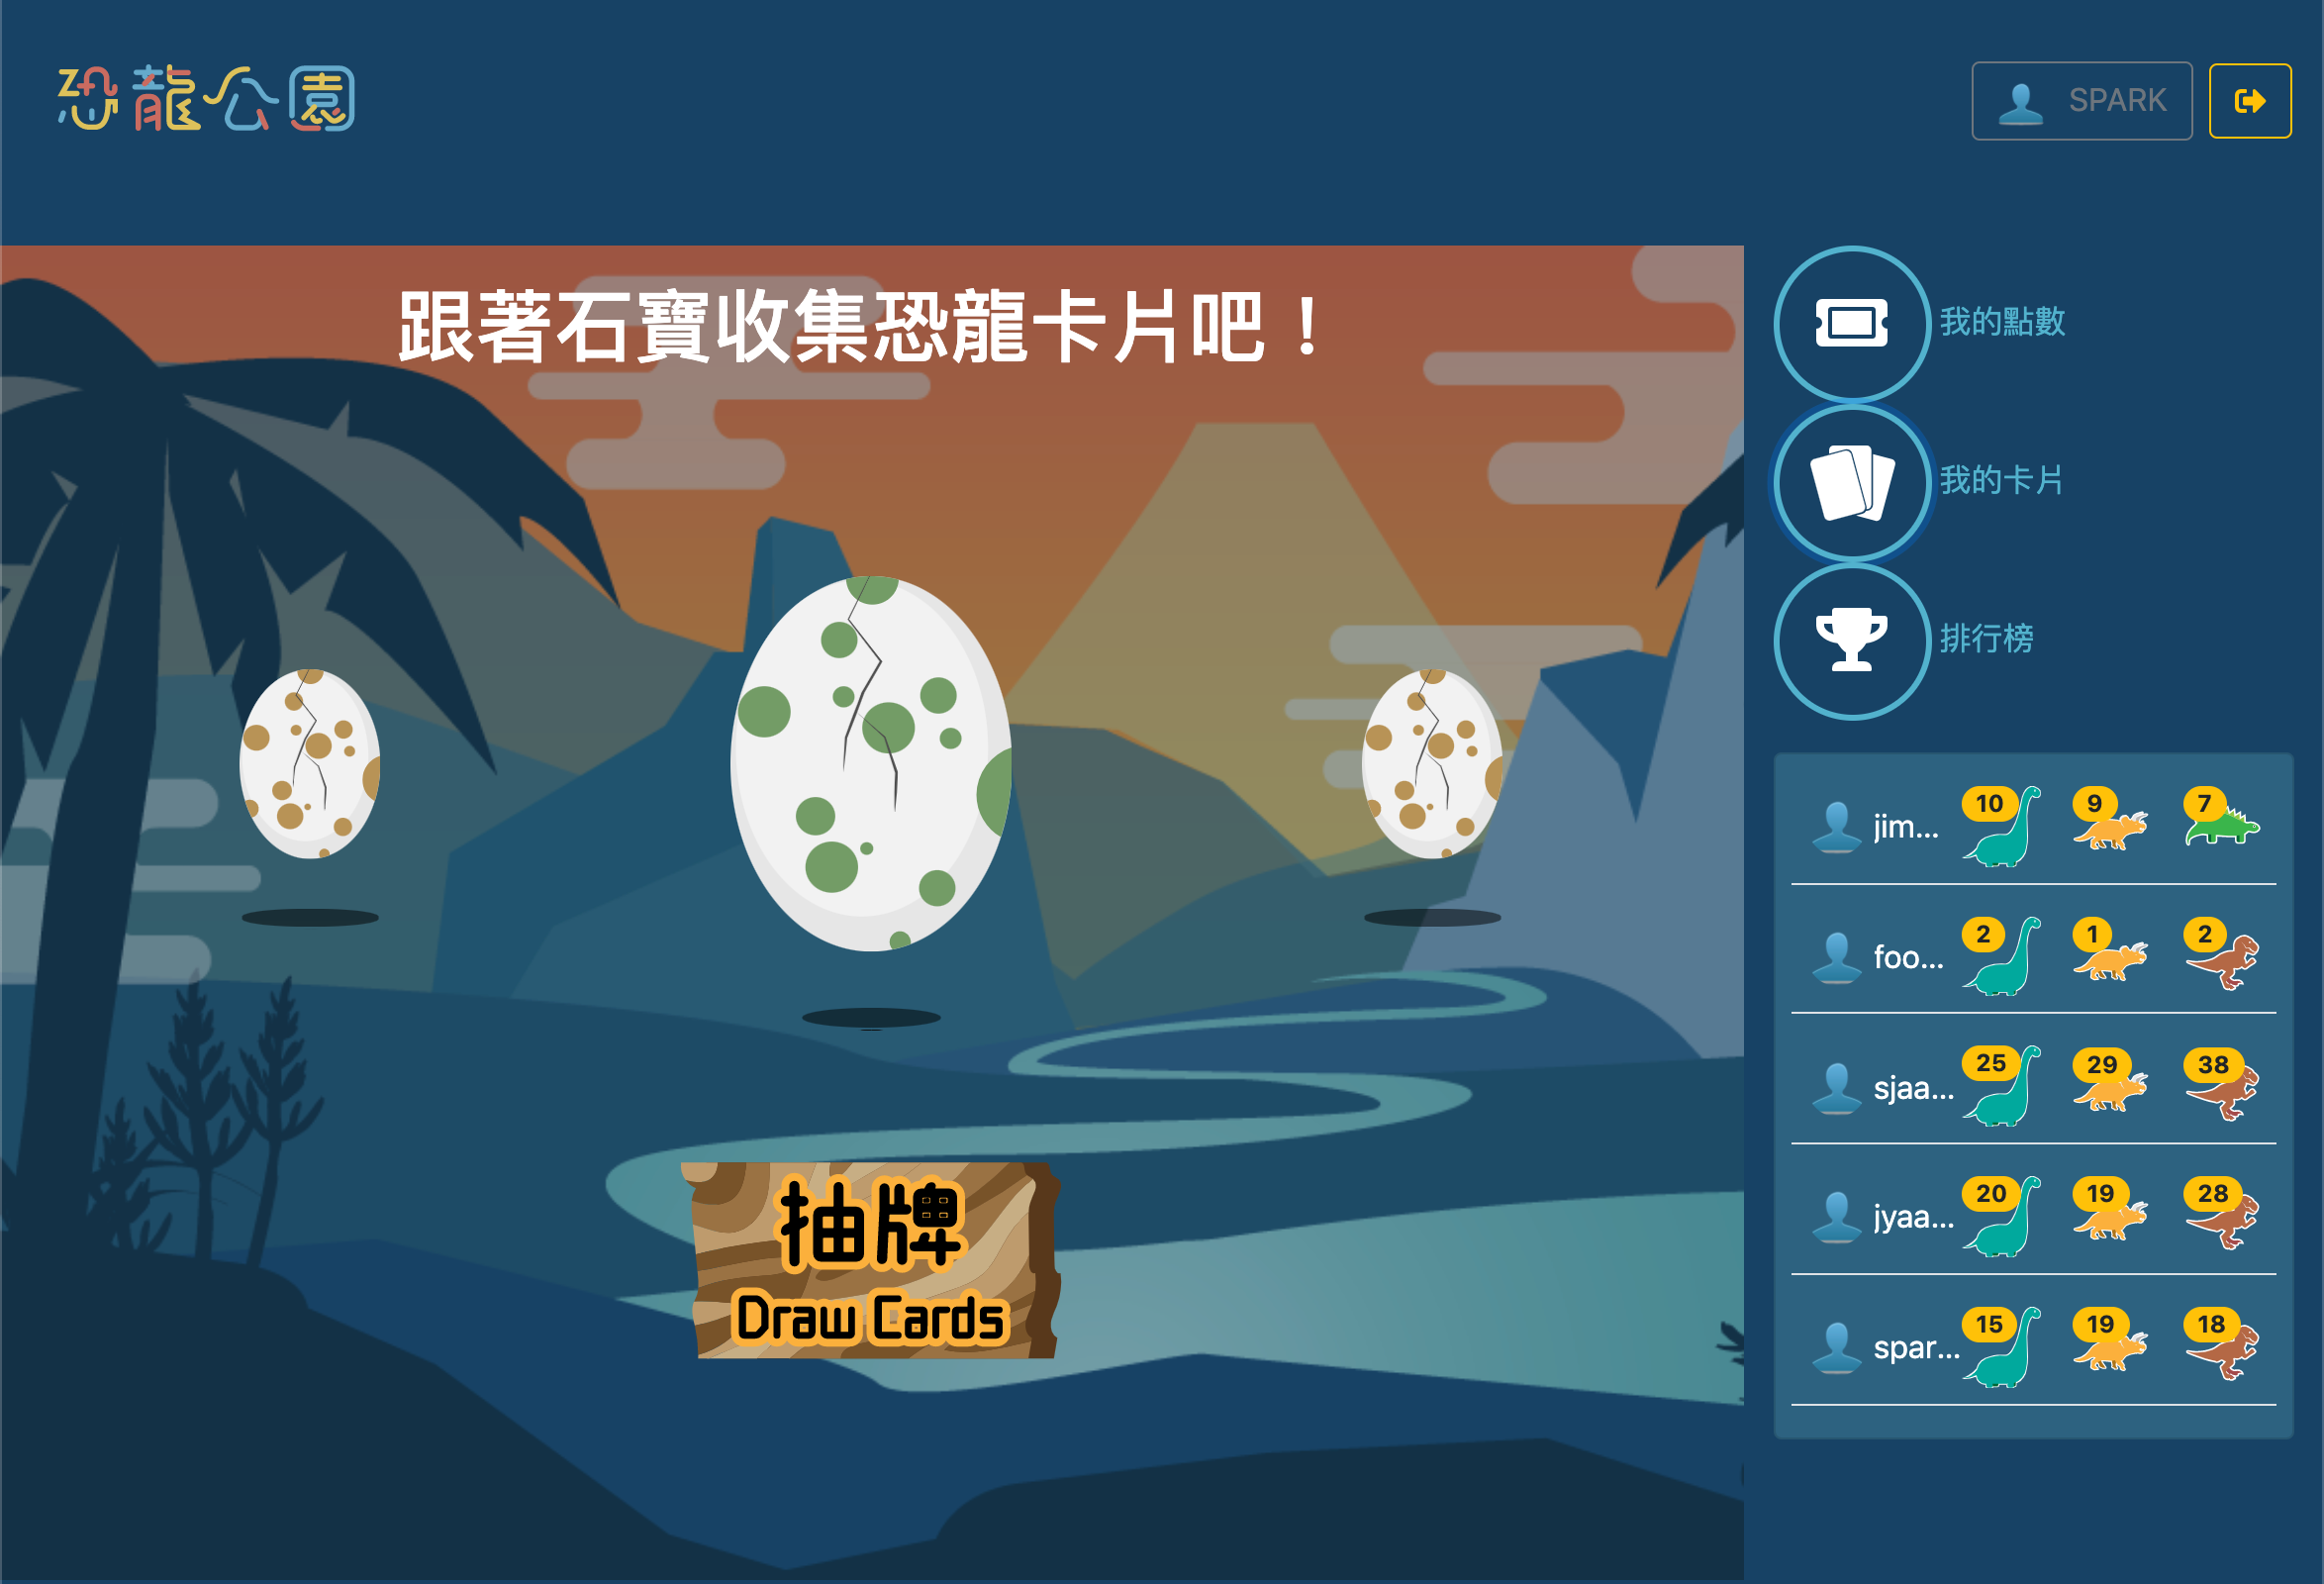 恐龍公園
SPARK
跟著石寶收集恐龍卡片吧！
我的點數
我的卡片
排行榜
jim... 10 9 7
foo... 2 1 2
sjaa... 25 29 38
jyaa... 20 19 28
spar... 15 19 18
抽牌
Draw Cards